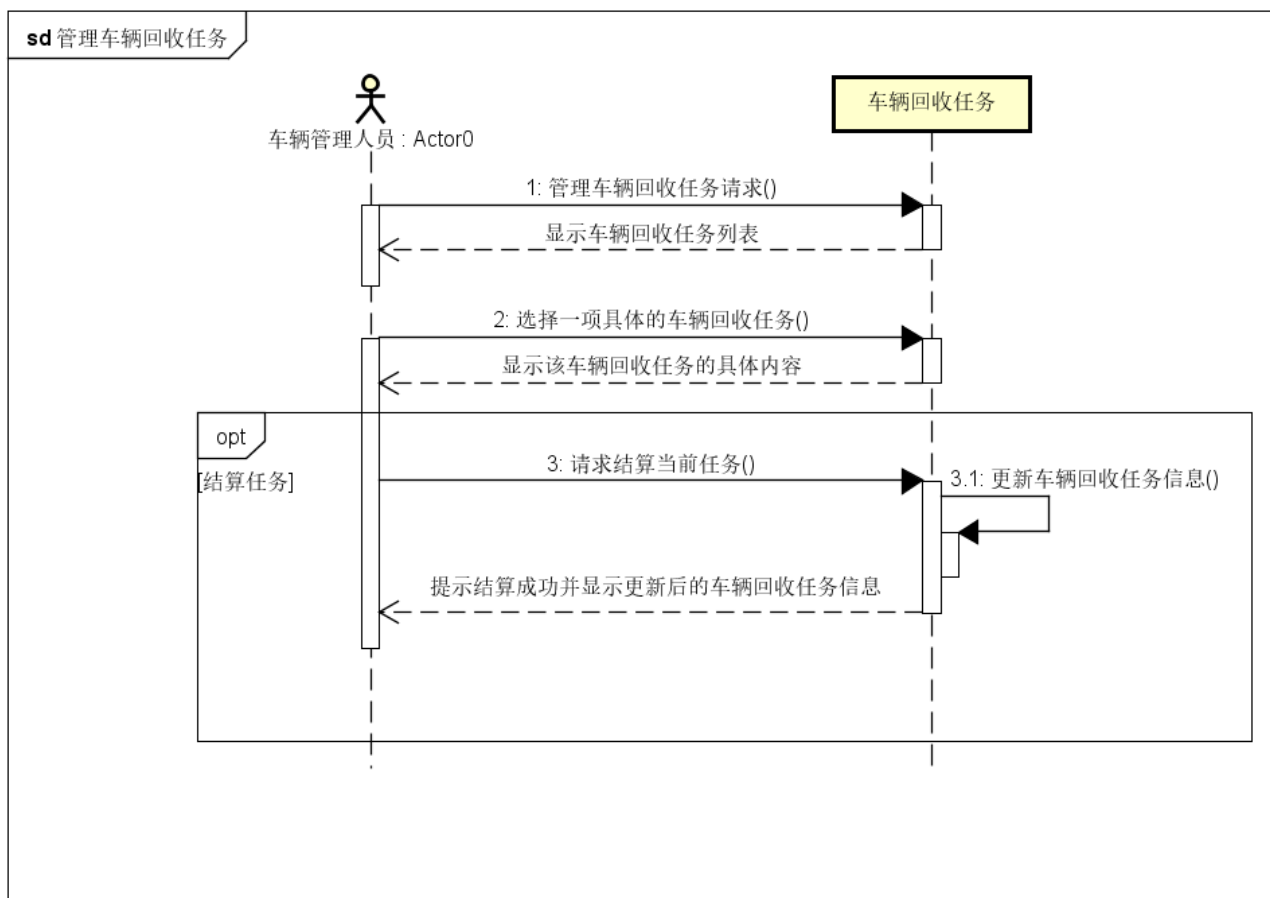 sd 管理车辆回收任务
车辆管理人员 : Actor0
车辆回收任务
1: 管理车辆回收任务请求()
显示车辆回收任务列表
2: 选择一项具体的车辆回收任务()
显示该车辆回收任务的具体内容
opt
[结算任务]
3: 请求结算当前任务()
3.1: 更新车辆回收任务信息()
提示结算成功并显示更新后的车辆回收任务信息